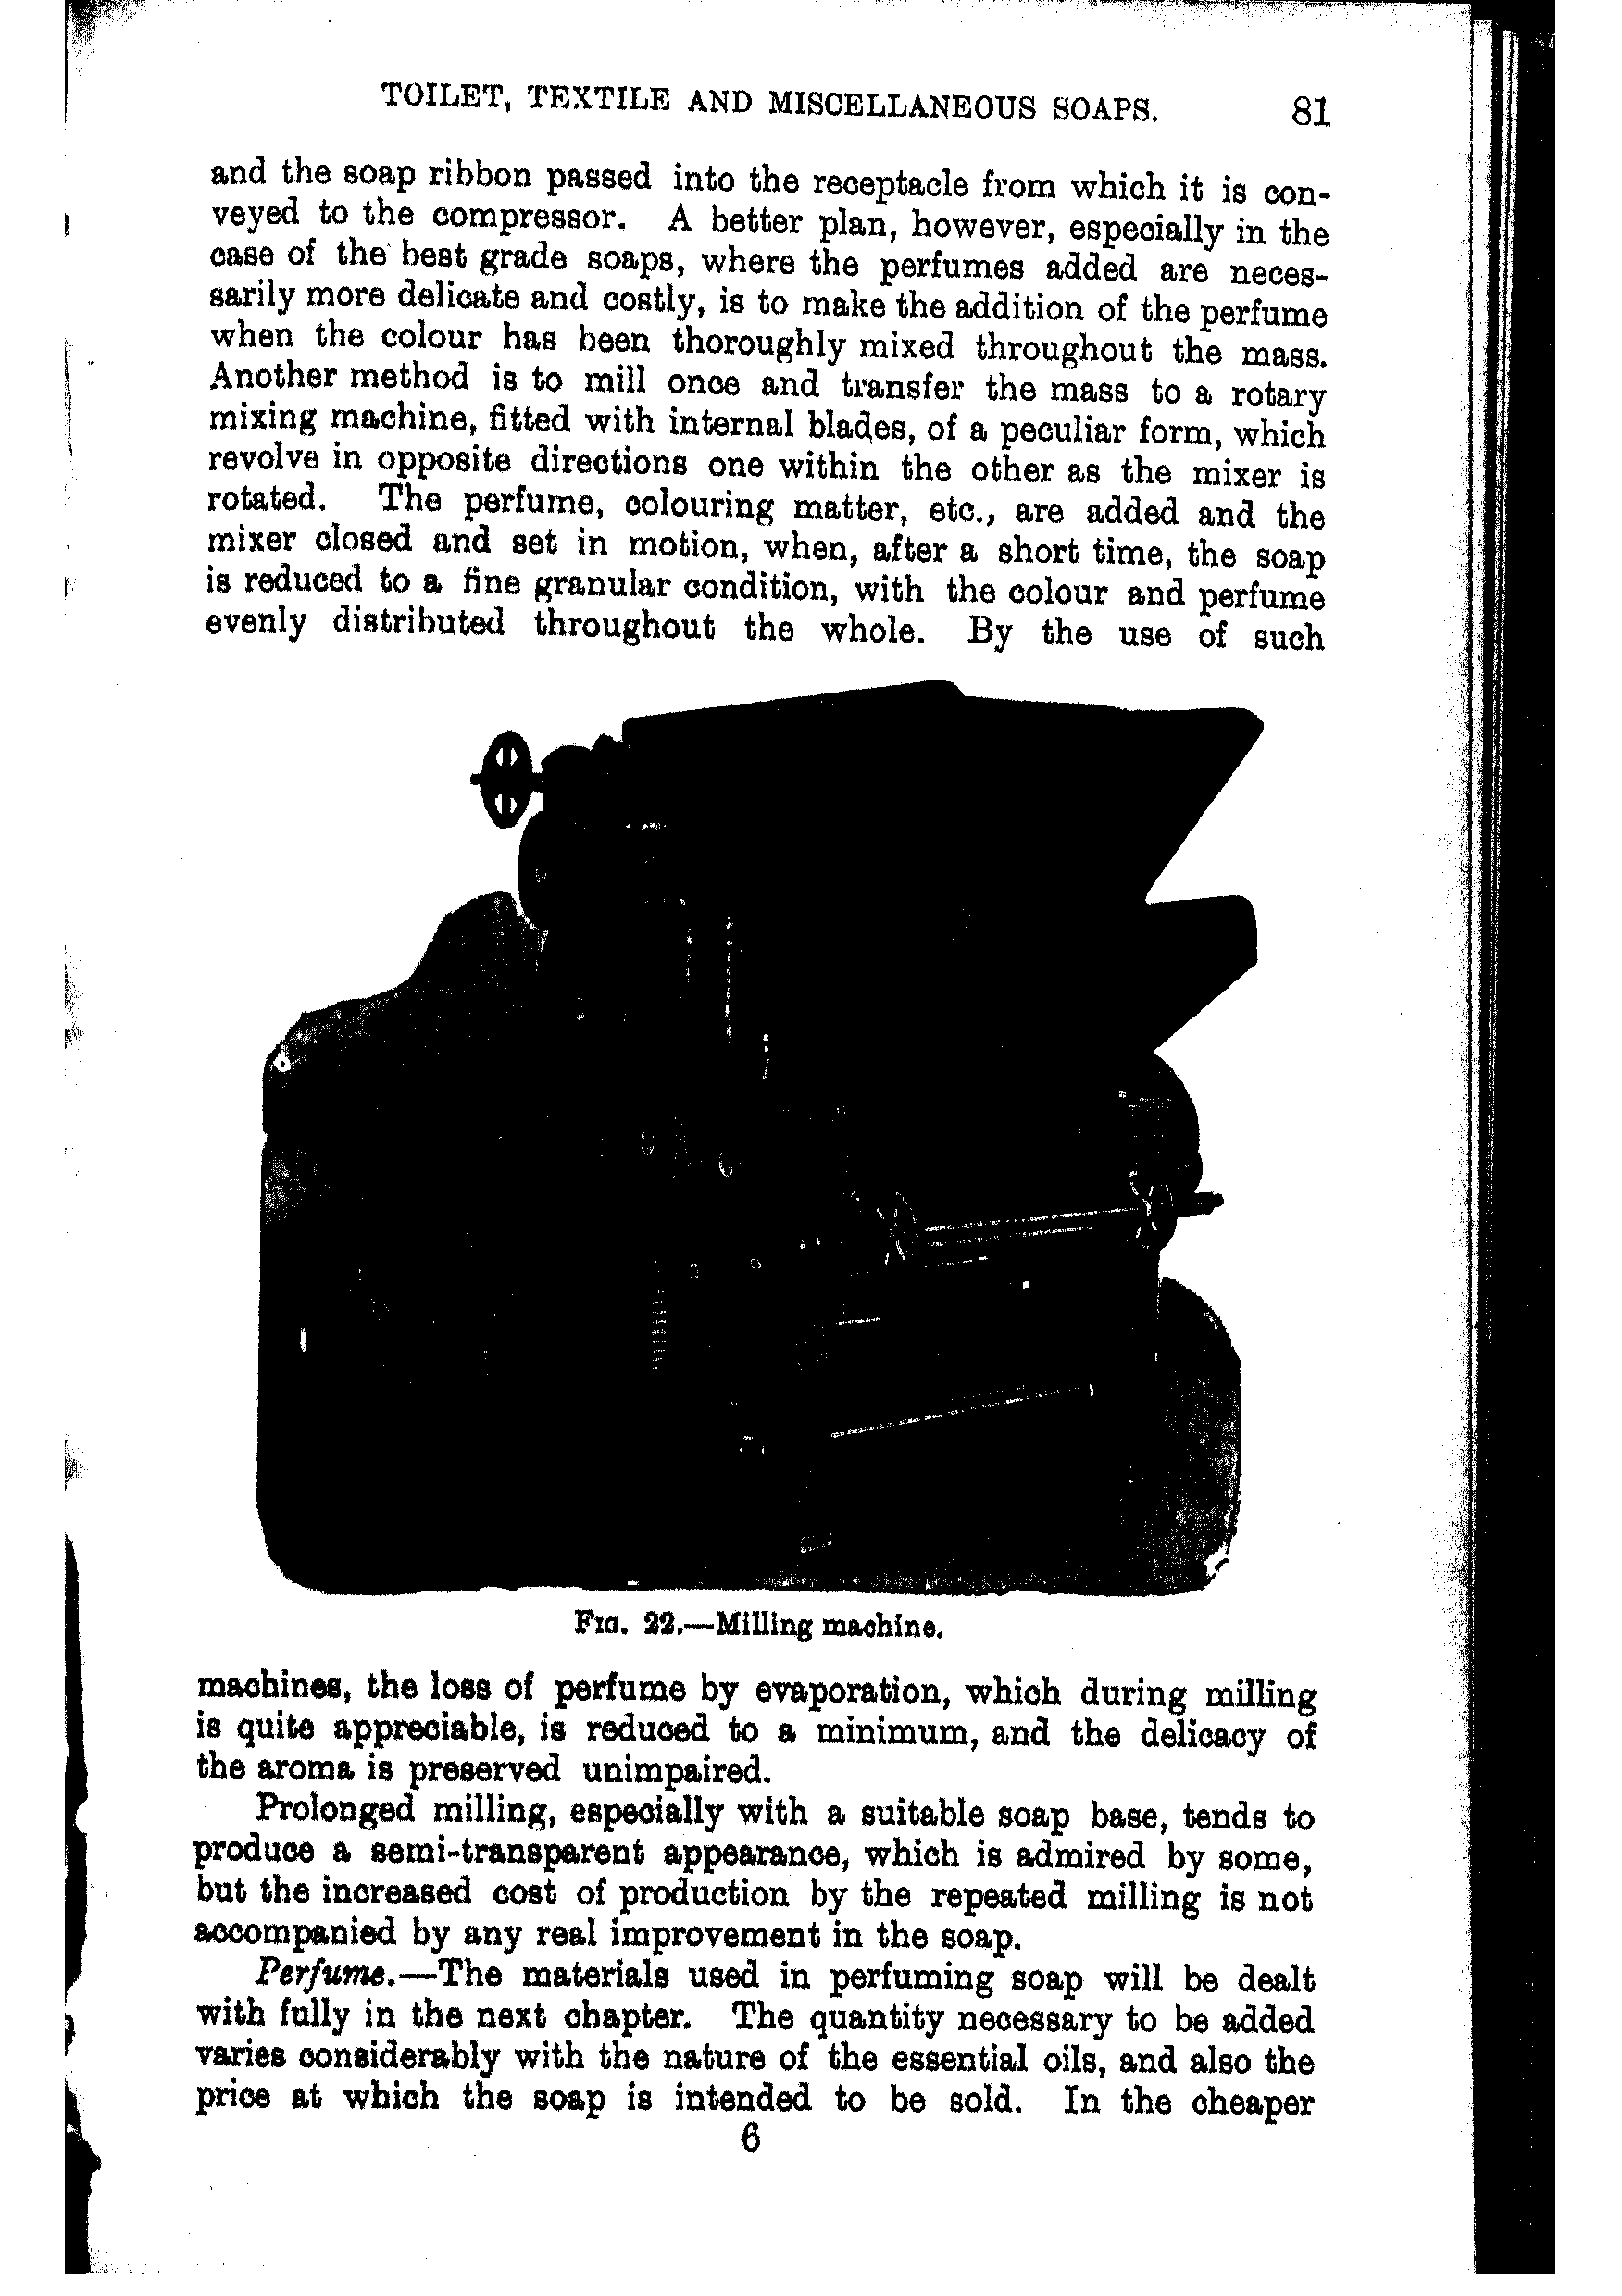 TOILET, TEXTILE AND MISCELLANEOUS SOAPS. 81
and the soap ribbon passed into the receptacle from which it is con-
veyed to the compressor. A better plan, however, especially in the
case of the best grade soaps, where the perfumes added are neces-
sarily more delicate and costly, is to make the addition of the perfume
when the colour has been thoroughly mixed throughout the mass.
Another method is to mill once and transfer the mass to a rotary
mixing machine, fitted with internal blades, of a peculiar form, which
revolve in opposite directions one within the other as the mixer is
rotated. The perfume, colouring matter, etc., are added and the
mixer closed and set in motion, when, after a short time, the soap
is reduced to a fine granular condition, with the colour and perfume
evenly distributed throughout the whole. By the use of such
FIG. 22.—Milling machine.
machines, the loss of perfume by evaporation, which during milling
is quite appreciable, is reduced to a minimum, and the delicacy of
the aroma is preserved unimpaired.
Prolonged milling, especially with a suitable soap base, tends to
produce a semi-transparent appearance, which is admired by some,
but the increased cost of production by the repeated milling is not
accompanied by any real improvement in the soap.
Perfume.—The materials used in perfuming soap will be dealt
with fully in the next chapter. The quantity necessary to be added
varies considerably with the nature of the essential oils, and also the
price at which the soap is intended to be sold. In the cheaper
6